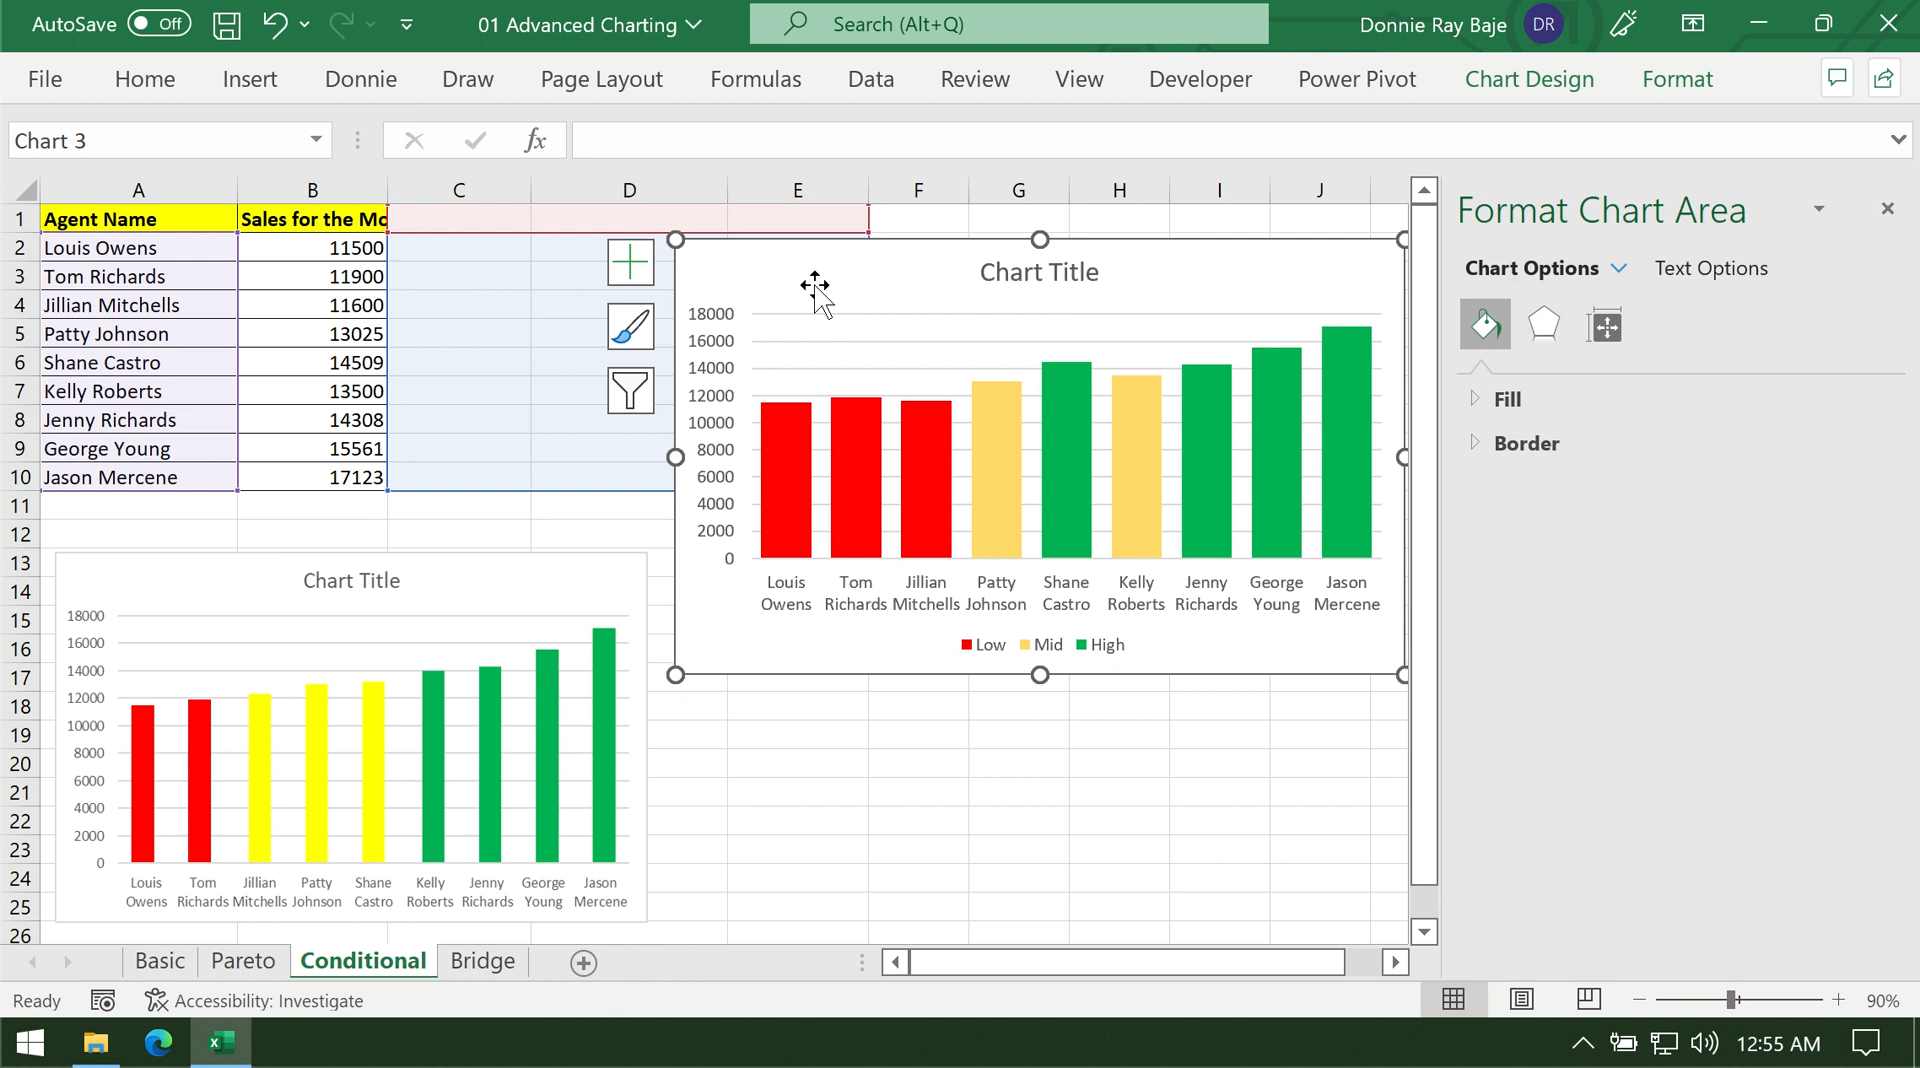 AutoSave Off 01 Advanced Charting Search (Alt+Q) Donnie Ray Baje DR
File Home Insert Donnie Draw Page Layout Formulas Data Review View Developer Power Pivot Chart Design Format
Chart 3 fx
A B C D E F G H I J
1 Agent Name Sales for the Mo
2 Louis Owens 11500
3 Tom Richards 11900
4 Jillian Mitchells 11600
5 Patty Johnson 13025
6 Shane Castro 14509
7 Kelly Roberts 13500
8 Jenny Richards 14308
9 George Young 15561
10 Jason Mercene 17123
11
12
13
14
15
16
17
18
19
20
21
22
23
24
25
26
Chart Title
18000
16000
14000
12000
10000
8000
6000
4000
2000
0
Louis Tom Jillian Patty Shane Kelly Jenny George Jason
Owens Richards Mitchells Johnson Castro Roberts Richards Young Mercene
Low Mid High
Chart Title
18000
16000
14000
12000
10000
8000
6000
4000
2000
0
Louis Tom Jillian Patty Shane Kelly Jenny George Jason
Owens Richards Mitchells Johnson Castro Roberts Richards Young Mercene
Format Chart Area
Chart Options Text Options
Fill
Border
Basic Pareto Conditional Bridge
Ready Accessibility: Investigate 90%
12:55 AM